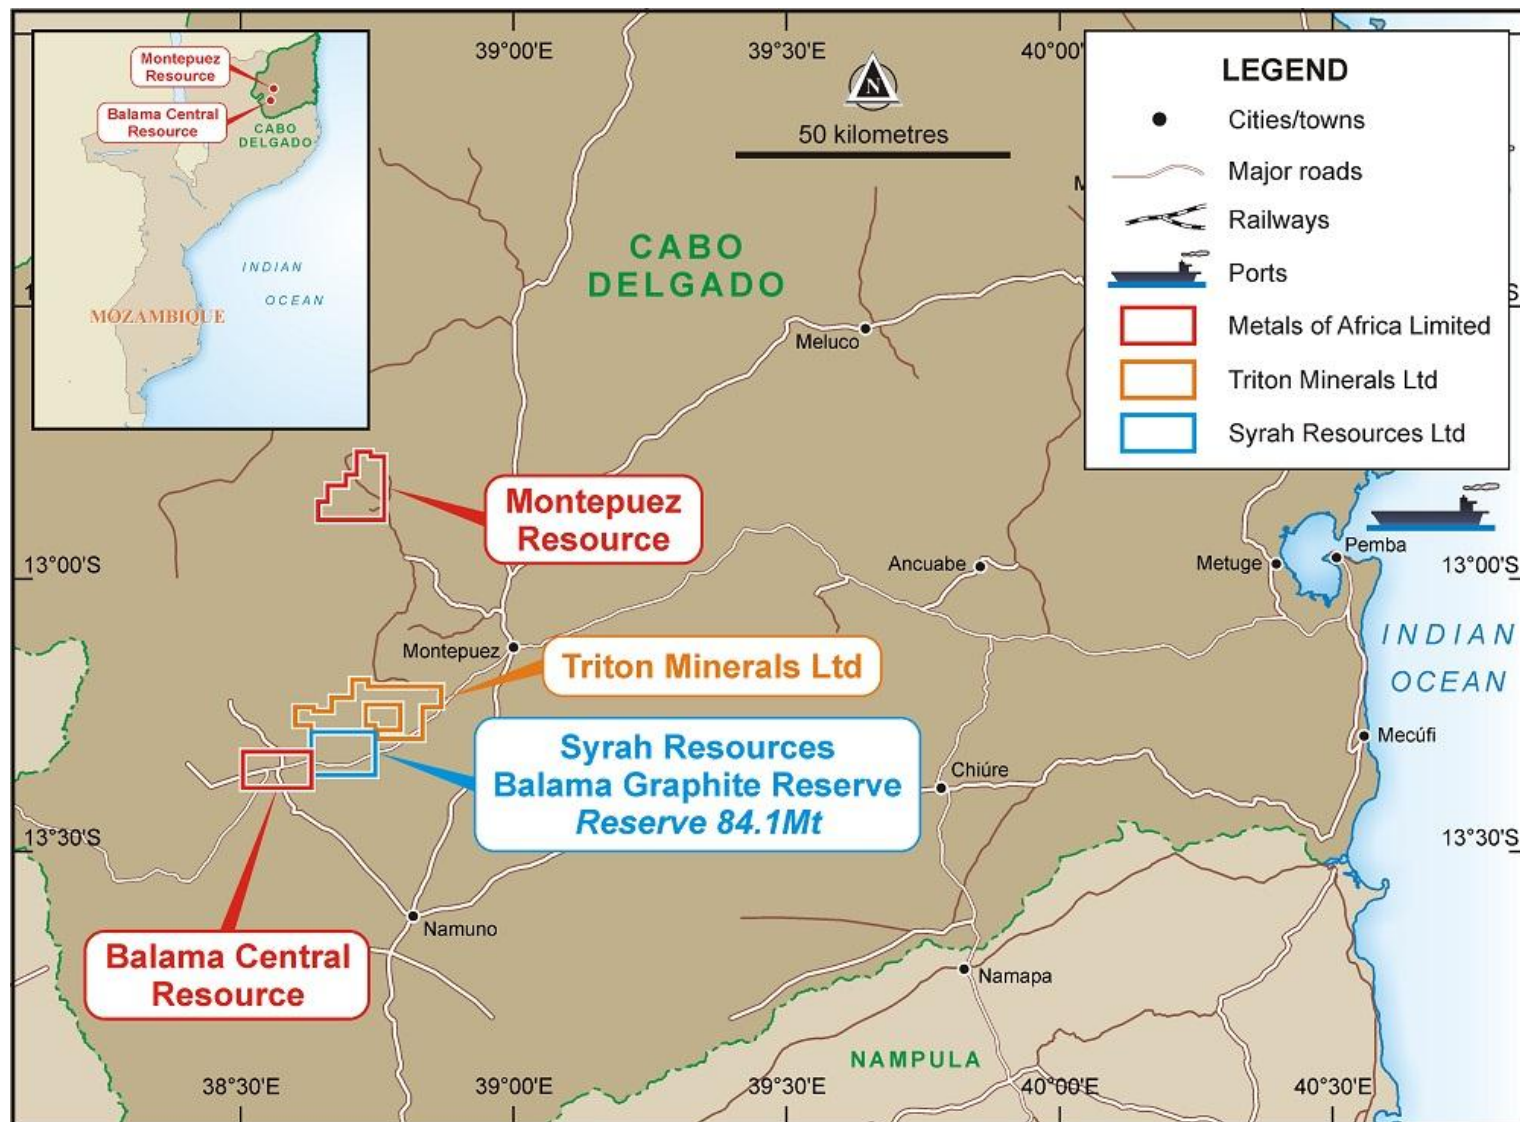 Montepuez
Resource
Balama Central
Resource
CABO
DELGADO
INDIAN
OCEAN
MOZAMBIQUE
39°00'E
39°30'E
N
50 kilometres
LEGEND
Cities/towns
Major roads
Railways
Ports
Metals of Africa Limited
Triton Minerals Ltd
Syrah Resources Ltd
CABO
DELGADO
Meluco
Montepuez
Resource
Ancuabe
Metuge
Pemba
13°00'S
13°00'S
Montepuez
Triton Minerals Ltd
INDIAN
OCEAN
Mecúfi
Syrah Resources
Balama Graphite Reserve
Reserve 84.1Mt
Chiúre
13°30'S
13°30'S
Namuno
Balama Central
Resource
Namapa
NAMPULA
38°30'E
39°00'E
39°30'E
40°00'E
40°30'E